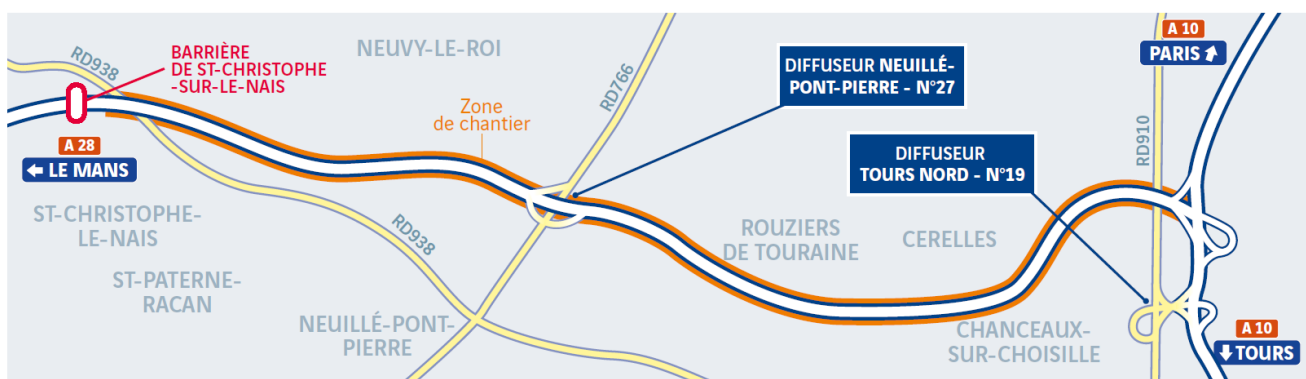 RD938
BARRIÈRE
DE ST-CHRISTOPHE
-SUR-LE-NAIS
NEUVY-LE-ROI
Zone
de chantier
RD766
DIFFUSEUR NEUILLÉ-
PONT-PIERRE - N°27
A 10
PARIS
DIFFUSEUR
TOURS NORD - N°19
RD910
A 28
LE MANS
ST-CHRISTOPHE-
LE-NAIS
ST-PATERNE-
RACAN
RD938
NEUILLÉ-PONT-
PIERRE
ROUZIERS
DE TOURAINE
CERELLES
CHANCEAUX-
SUR-CHOISILLE
A 10
TOURS